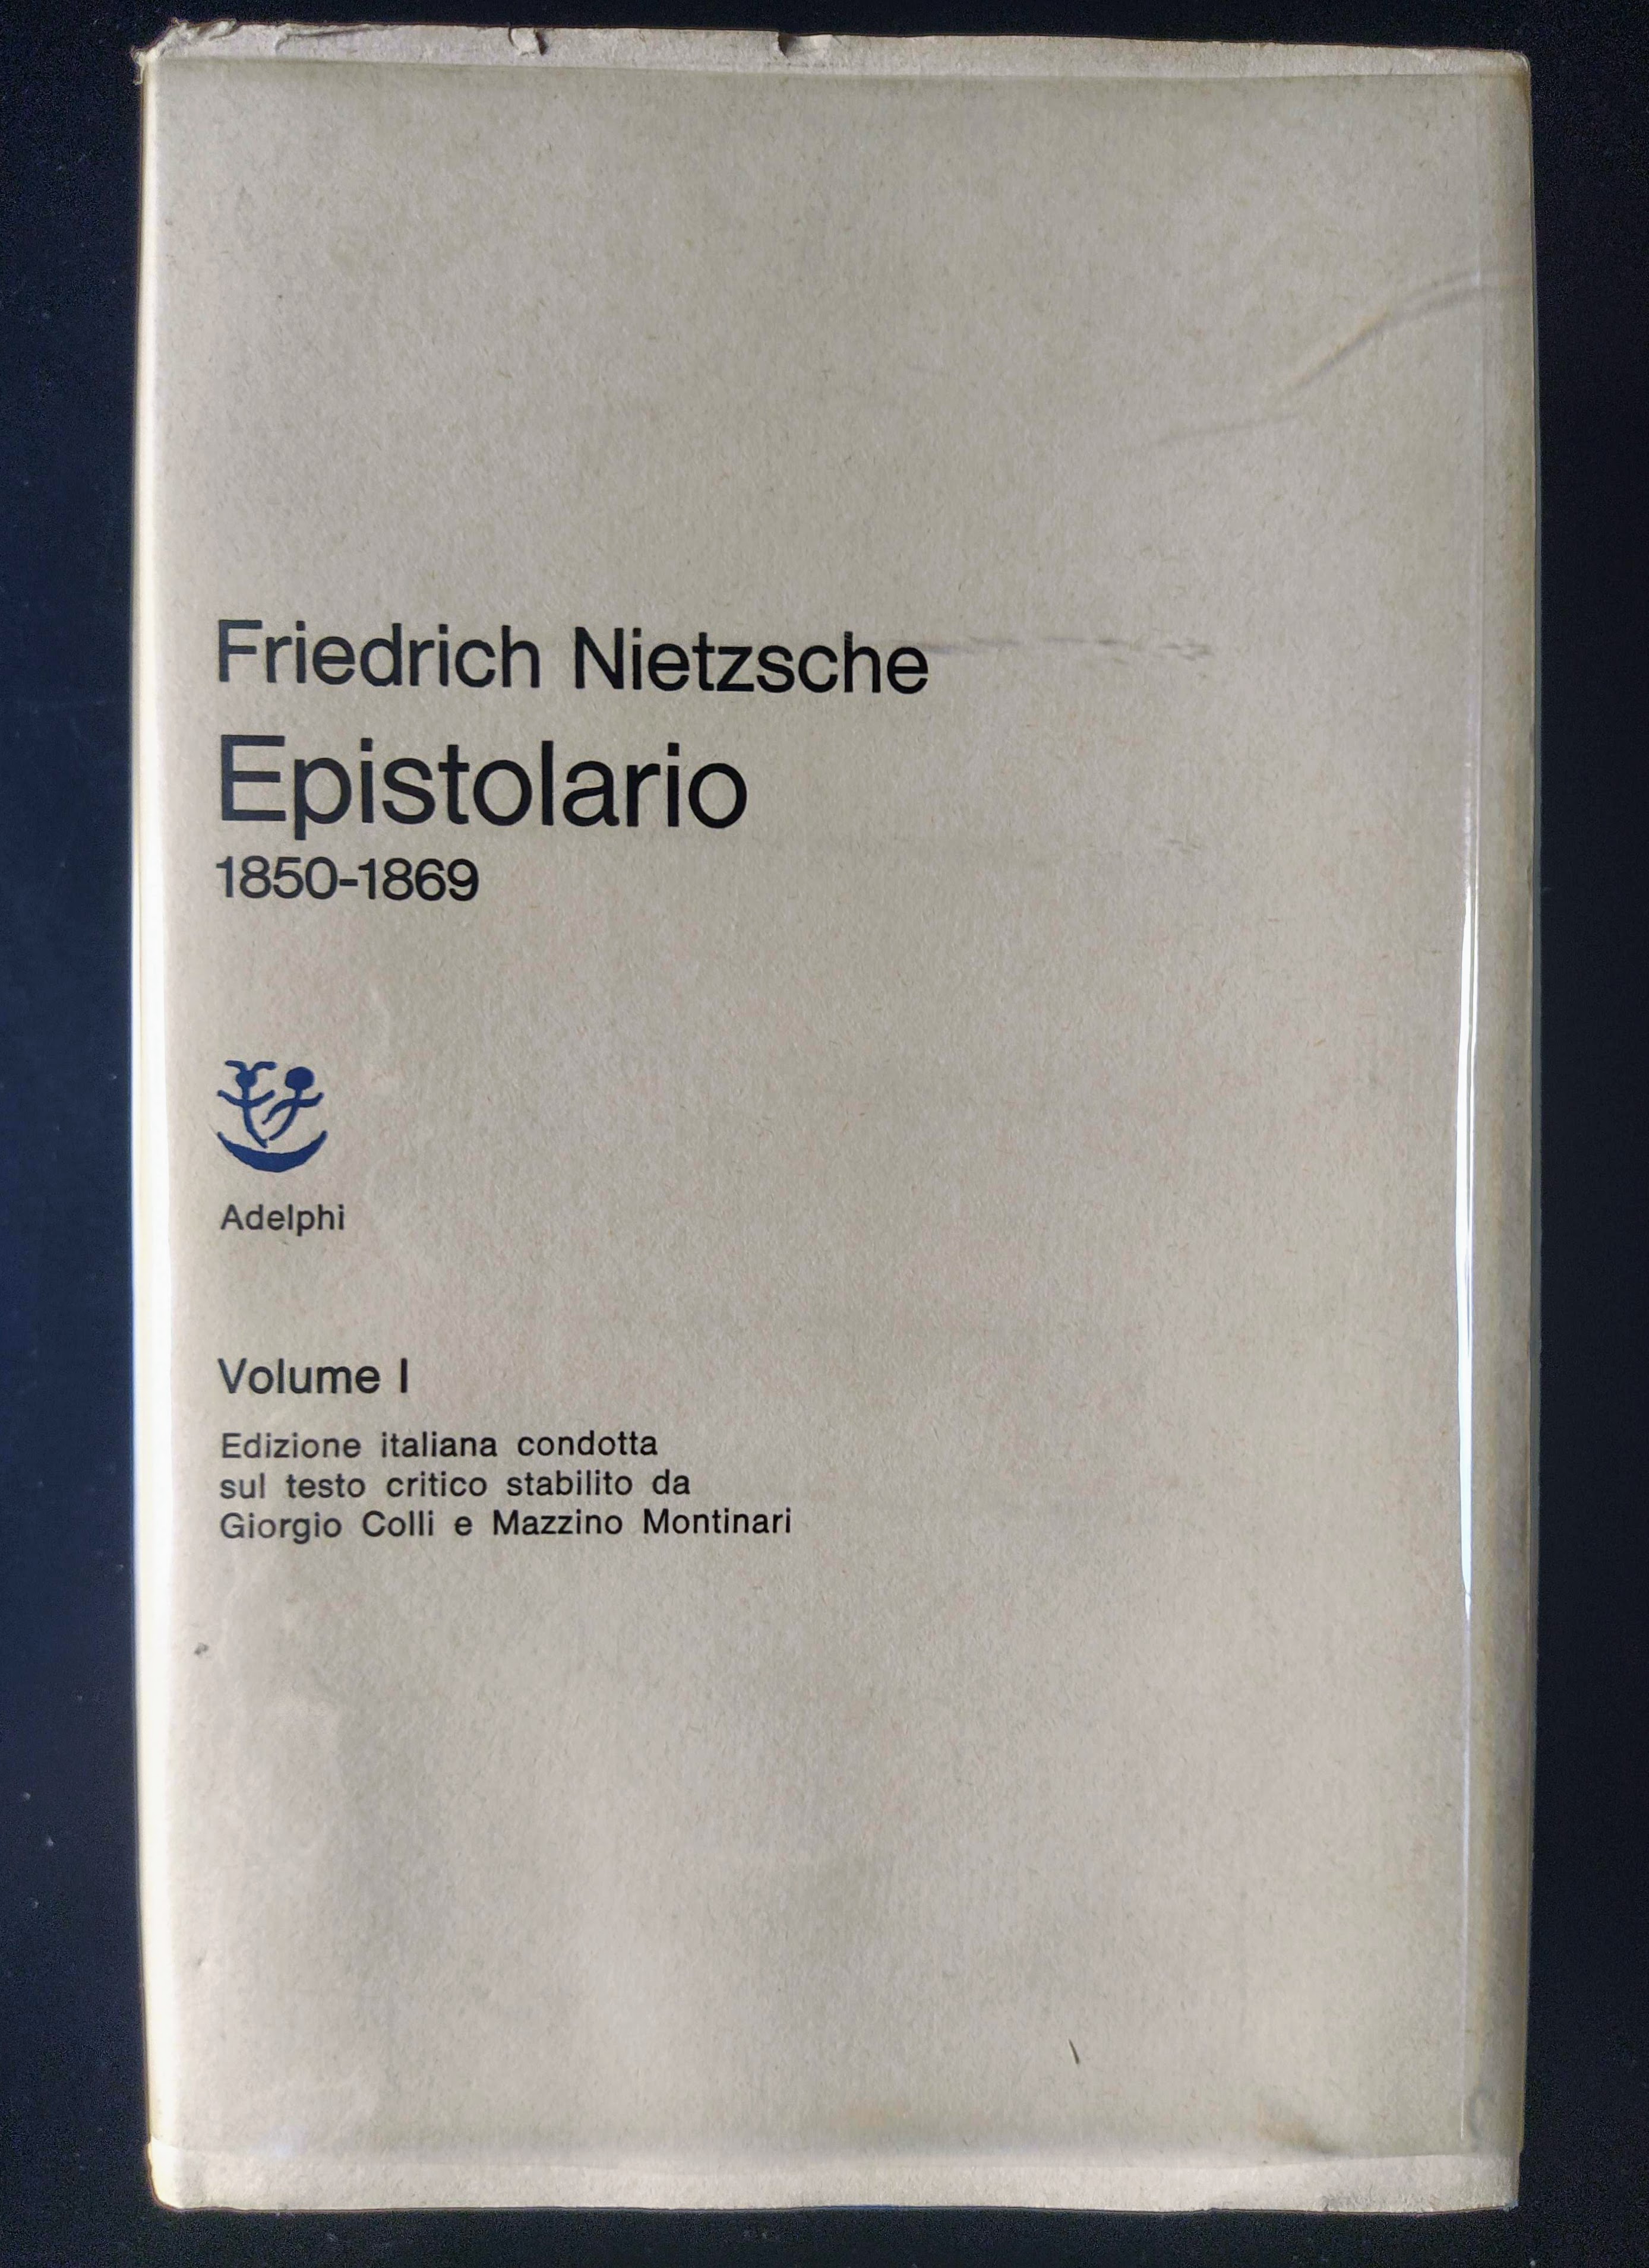 Friedrich Nietzsche
Epistolario
1850-1869
Adelphi
Volume I
Edizione italiana condotta
sul testo critico stabilito da
Giorgio Colli e Mazzino Montinari